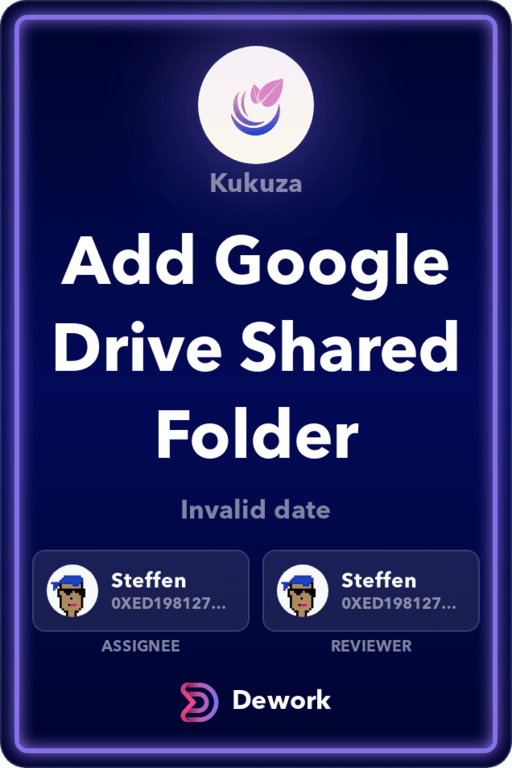 Kukuza
Add Google
Drive Shared
Folder
Invalid date
Steffen
0XED198127...
ASSIGNEE
Steffen
0XED198127...
REVIEWER
Dework